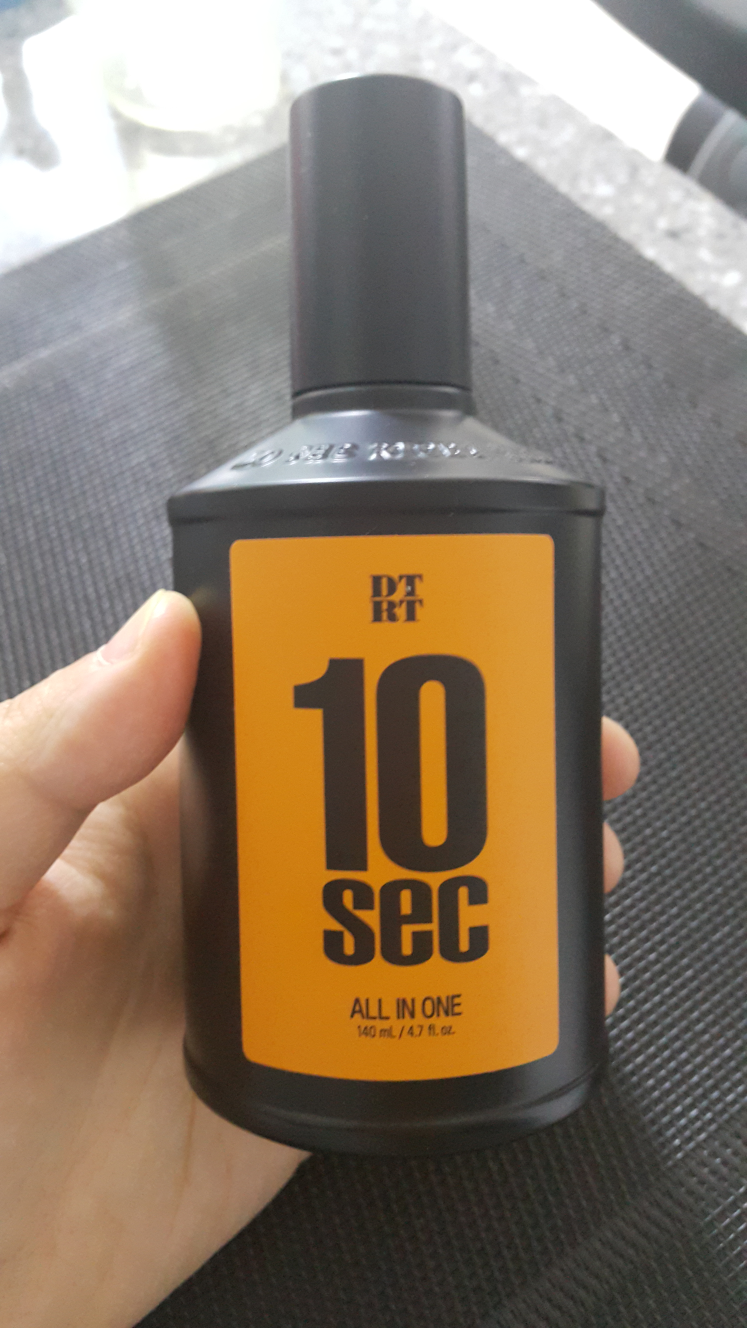 DT
RT
10
sec
ALL IN ONE
140 mL / 4.7 fl. oz.